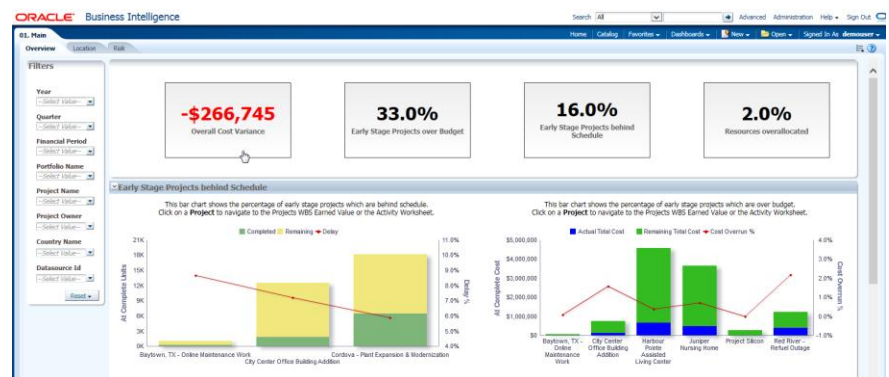 ORACLE Business Intelligence
Search All Advanced Administration Help Sign Out
01. Main
Home Catalog Favorites Dashboards New Open Signed In As demouser
Overview Location Risk
Filters
Year
--Select Value--
Quarter
--Select Value--
Financial Period
--Select Value--
Portfolio Name
--Select Value--
Project Name
--Select Value--
Project Owner
--Select Value--
Country Name
--Select Value--
Datasource Id
--Select Value--
Reset
-$266,745
Overall Cost Variance
33.0%
Early Stage Projects over Budget
16.0%
Early Stage Projects behind
Schedule
2.0%
Resources overallocated
Early Stage Projects behind Schedule
This bar chart shows the percentage of early stage projects which are behind schedule.
Click on a Project to navigate to the Projects WBS Earned Value or the Activity Worksheet.
Completed Remaining Delay
At Complete Units
21K
18K
15K
12K
9K
6K
3K
0K
11.0%
10.0%
9.0%
8.0%
7.0%
6.0%
5.0%
4.0%
Delay %
Baytown, TX - Online Maintenance Work
City Center Office Building Addition
Cordova - Plant Expansion & Modernization
This bar chart shows the percentage of early stage projects which are over budget.
Click on a Project to navigate to the Projects WBS Earned Value or the Activity Worksheet.
Actual Total Cost Remaining Total Cost Cost Overrun %
At Complete Cost
$5,000,000
$4,000,000
$3,000,000
$2,000,000
$1,000,000
$0
4.0%
3.0%
2.0%
1.0%
0.0%
-1.0%
Cost Overrun %
Baytown, TX -
Online
Maintenance
Work
City Center
Office Building
Addition
Harbour
Pointe
Assisted
Living Center
Juniper
Nursing Home
Project Silicon
Red River -
Refuel Outage